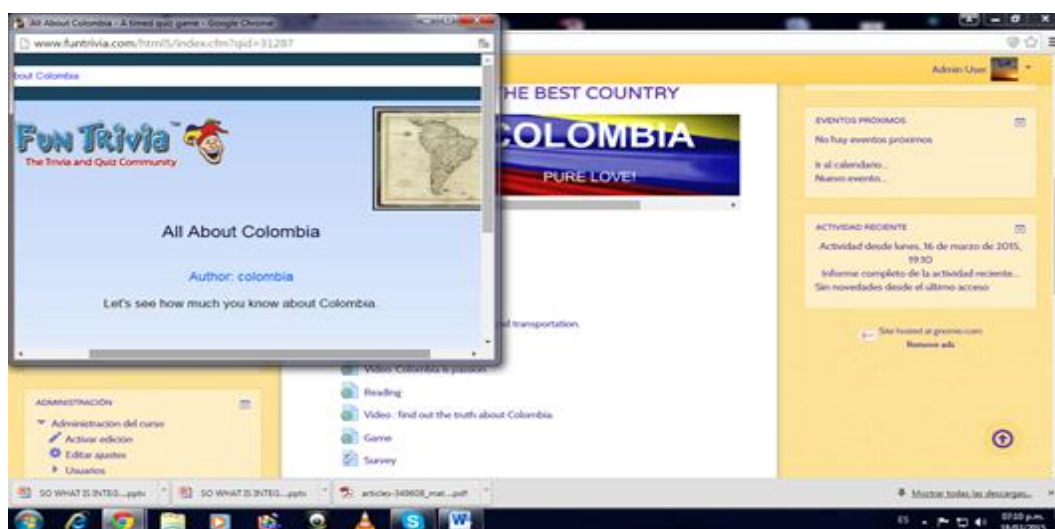 All About Colombia - A timed quiz game - Google Chrome
www.funtrivia.com/html5/index.cfm?qid=31287
bout Colombia
FUN TRIVIA
The Trivia and Quiz Community
All About Colombia
Author: colombia
Let's see how much you know about Colombia.
Admin User
HE BEST COUNTRY
COLOMBIA
PURE LOVE!
nd transportation.
Video: Colombia is passion
Reading
Video: find out the truth about Colombia.
Game
Survey
EVENTOS PRÓXIMOS
No hay eventos próximos
Ir al calendario...
Nuevo evento...
ACTIVIDAD RECIENTE
Actividad desde lunes, 16 de marzo de 2015,
19:10
Informe completo de la actividad reciente...
Sin novedades desde el último acceso
Site hosted at gnomio.com
Remove ads
ADMINISTRACIÓN
Administración del curso
Activar edición
Editar ajustes
Usuarios
SO WHAT IS INTEG....pptx
SO WHAT IS INTEG....pptx
articles-349608_mat....pdf
Mostrar todas las descargas...
ES
07:10 p.m.
18/03/2015